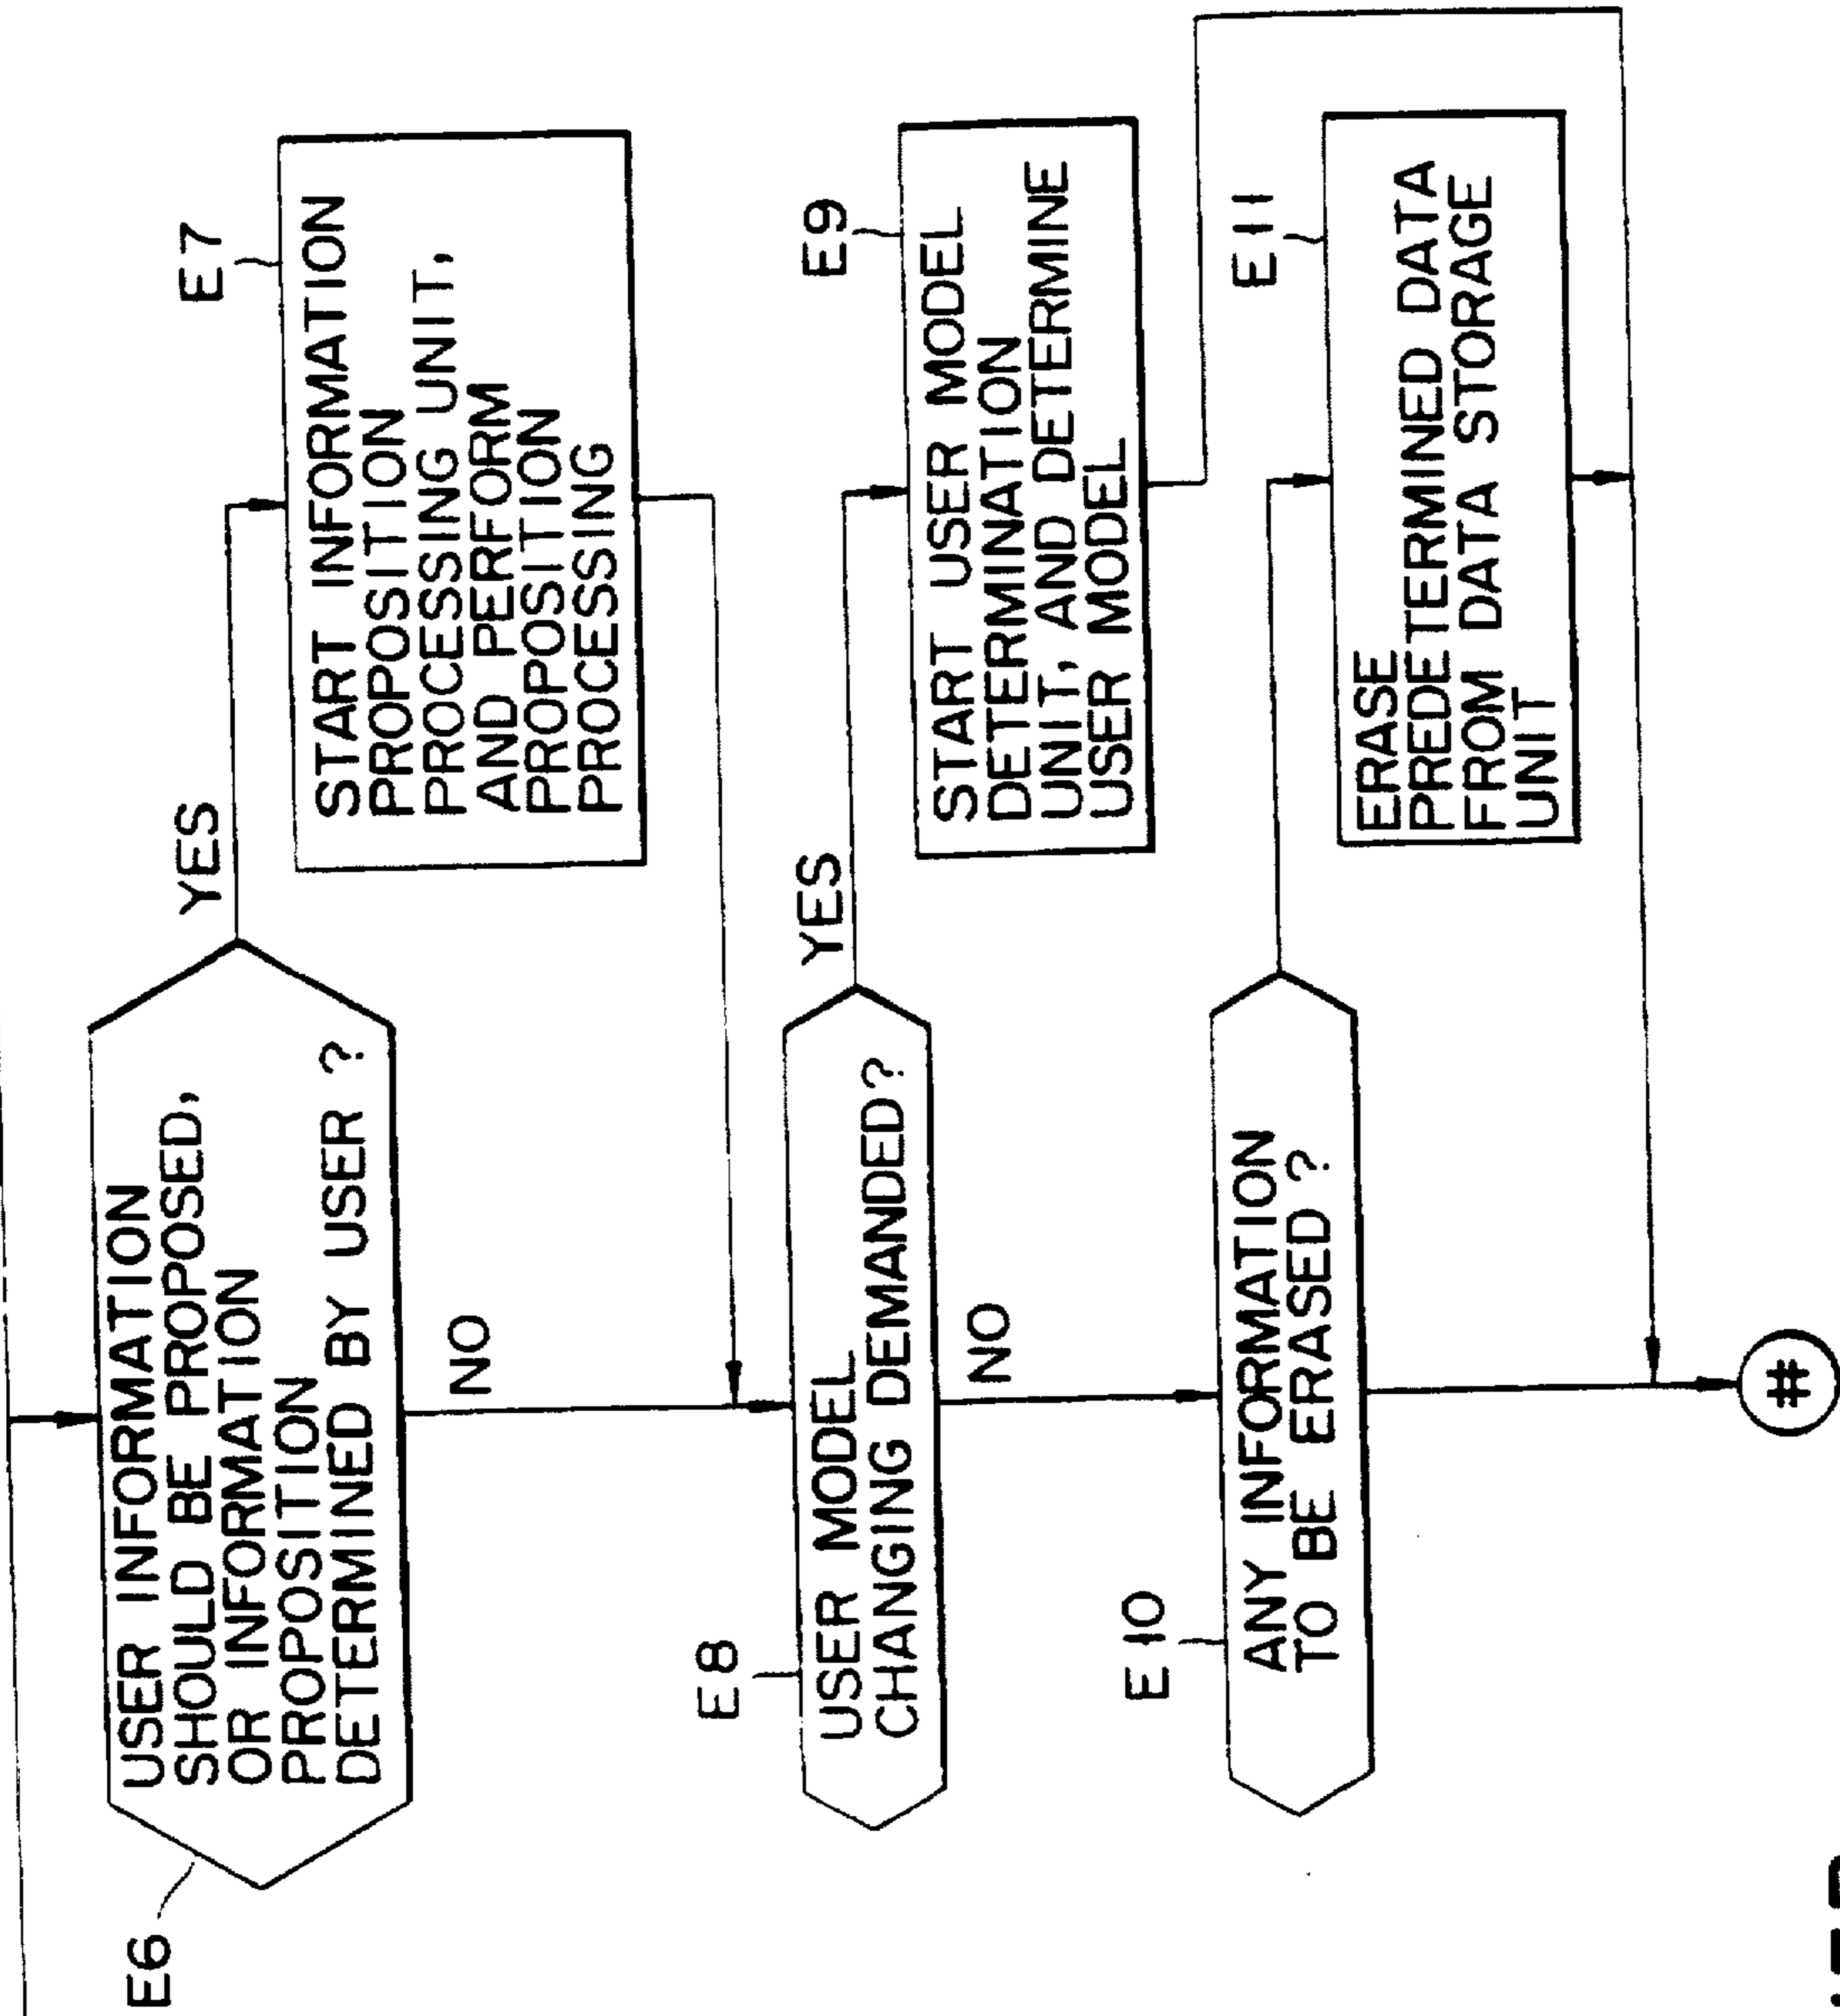 E6
USER INFORMATION
SHOULD BE PROPOSED,
OR INFORMATION
PROPOSITION
DETERMINED BY USER ?
YES
E7
START INFORMATION
PROPOSITION
PROCESSING UNIT,
AND PERFORM
PROPOSITION
PROCESSING
NO
E8
USER MODEL
CHANGING DEMANDED?
YES
E9
START USER MODEL
DETERMINATION
UNIT, AND DETERMINE
USER MODEL
NO
E10
ANY INFORMATION
TO BE ERASED ?
E11
ERASE
PREDETERMINED DATA
FROM DATA STORAGE
UNIT
#